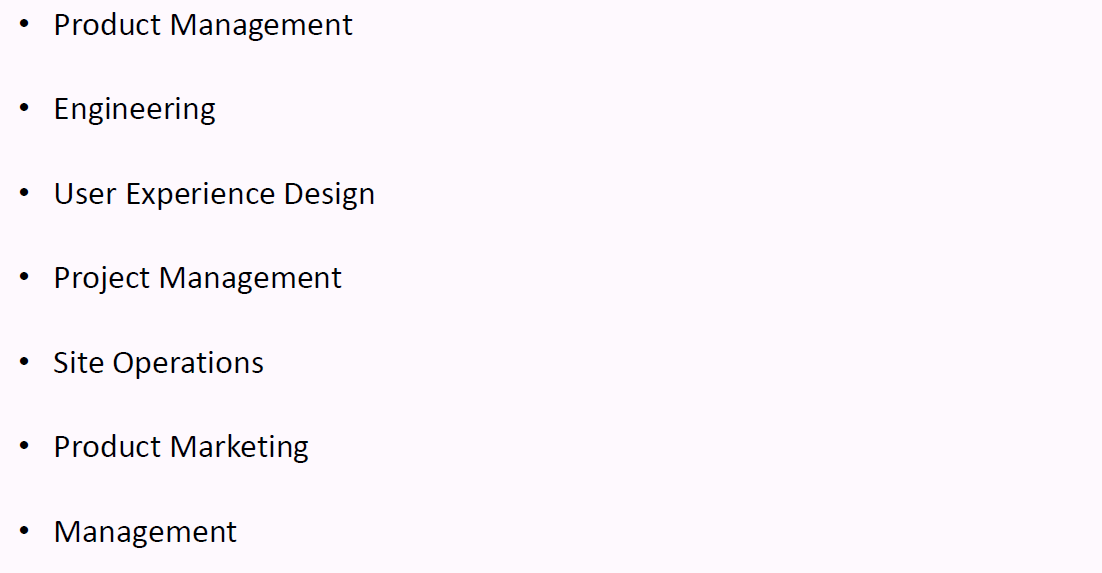 • Product Management
• Engineering
• User Experience Design
• Project Management
• Site Operations
• Product Marketing
• Management